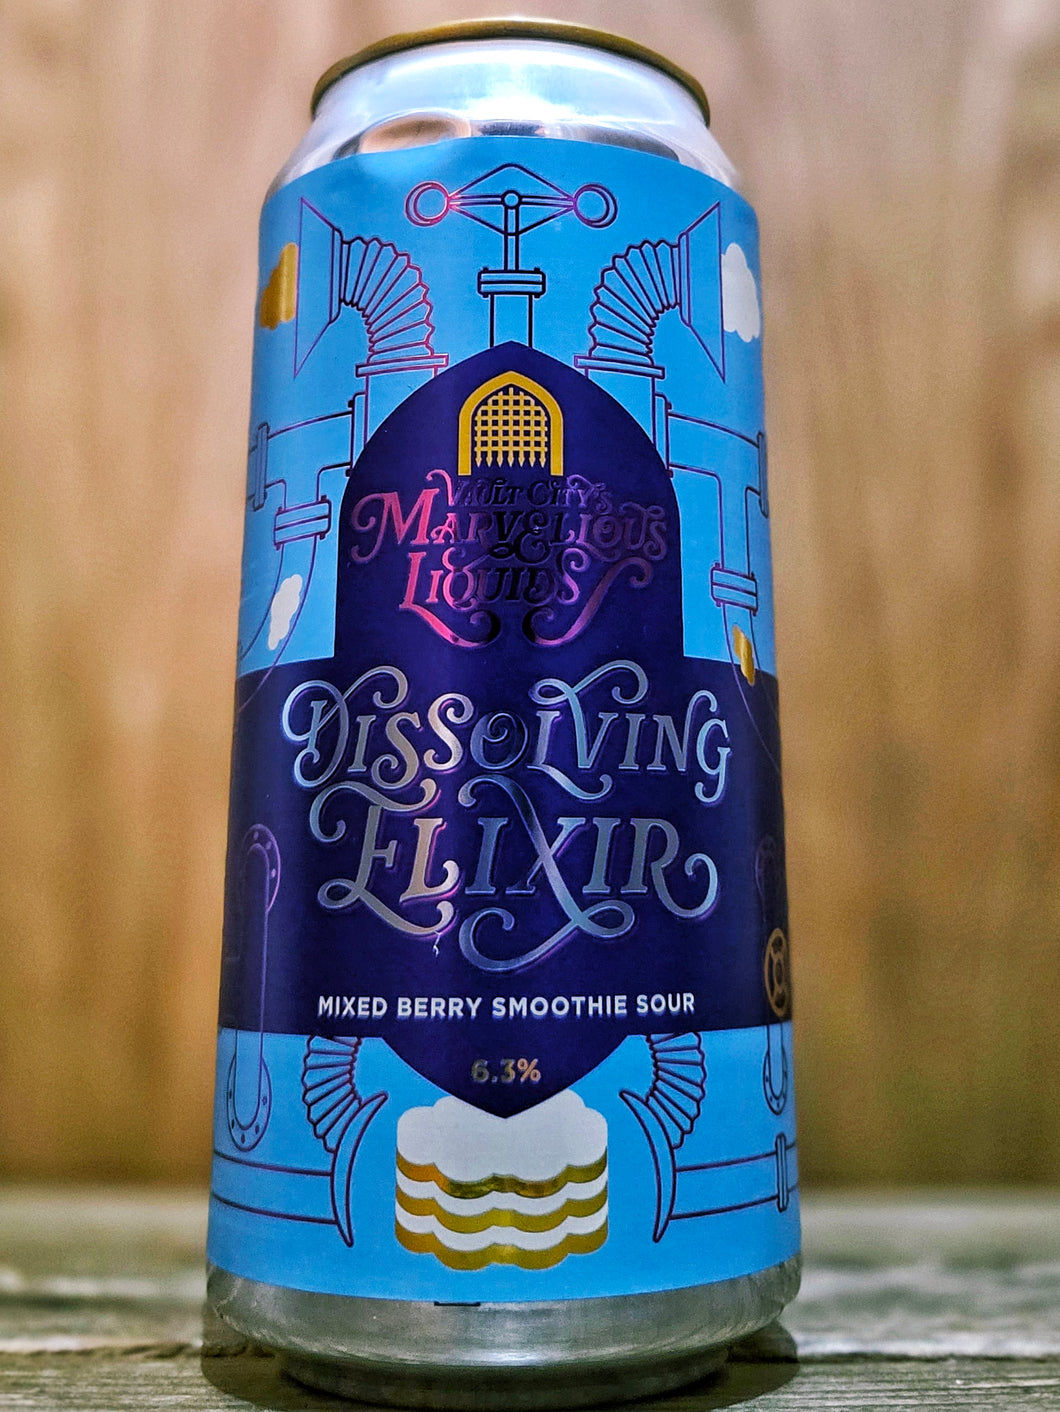 VAULT CITY'S
MARVELLOUS
LIQUIDS
DISSOLVING
ELIXIR
MIXED BERRY SMOOTHIE SOUR
6.3%